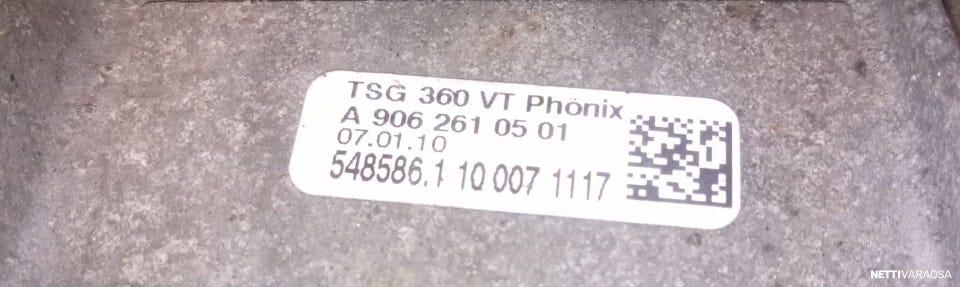 TSG 360 VT Phönix
A 906 261 05 01
07.01.10
548586.1 10 007 1117
NETTIVARAOSA